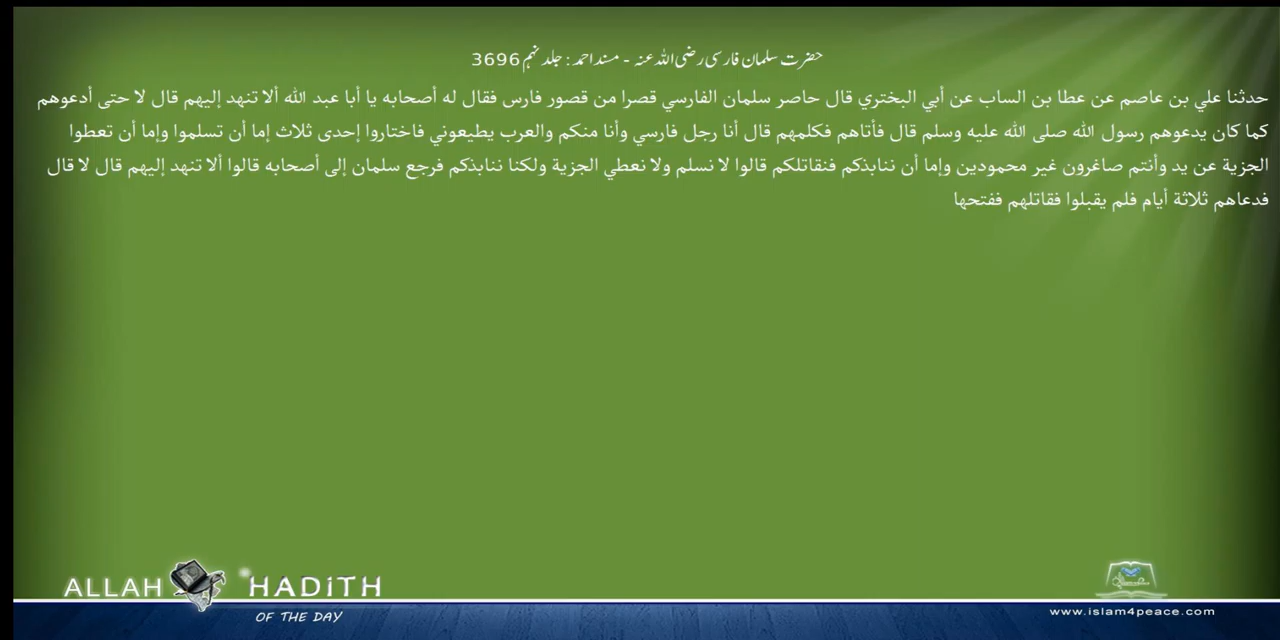 حضرت سلمان فارسی رضی اللہ عنہ - مسند احمد : جلد نہم 3696
حدثنا علي بن عاصم عن عطا بن الساب عن أبي البختري قال حاصر سلمان الفارسي قصرا من قصور فارس فقال له أصحابه يا أبا عبد الله ألا تنهد إليهم قال لا حتى أدعوهم
كما كان يدعوهم رسول الله صلى الله عليه وسلم قال فأتاهم فكلمهم قال أنا رجل فارسي وأنا منكم والعرب يطيعوني فاختاروا إحدى ثلاث إما أن تسلموا وإما أن تعطوا
الجزية عن يد وأنتم صاغرون غير محمودين وإما أن ننابذكم فنقاتلكم قالوا لا نسلم ولا نعطي الجزية ولكنا ننابذكم فرجع سلمان إلى أصحابه قالوا ألا تنهد إليهم قال لا قال
فدعاهم ثلاثة أيام فلم يقبلوا فقاتلهم ففتحها
ALLAH HADITH
OF THE DAY
www.islam4peace.com